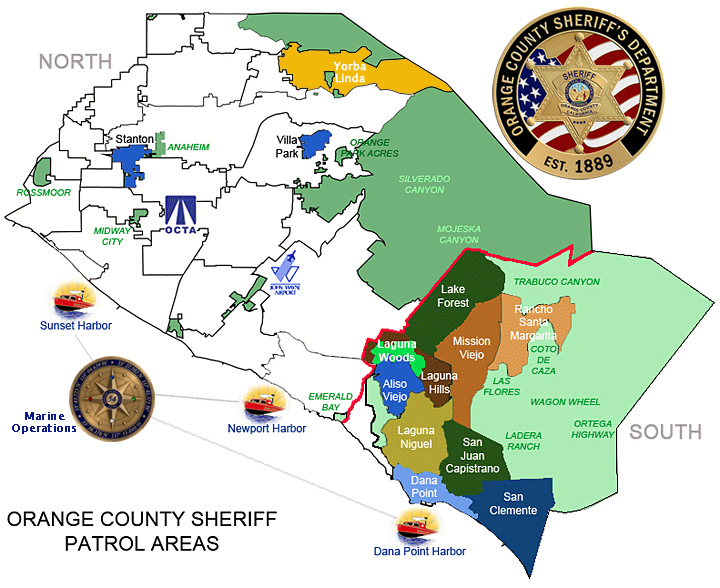 NORTH
Yorba
Linda
ORANGE COUNTY SHERIFF'S DEPARTMENT
SHERIFF
ORANGE COUNTY
CALIFORNIA
EST. 1889
Stanton
ANAHEIM
Villa
Park
ORANGE
PARK ACRES
ROSSMOOR
SILVERADO
CANYON
MIDWAY
CITY
OCTA
MOJESKA
CANYON
JOHN WAYNE
AIRPORT
TRABUCO CANYON
Lake
Forest
Rancho
Santa
Margarita
Sunset Harbor
Mission
Viejo
Laguna
Woods
COTO
DE
CAZA
Laguna
Hills
Aliso
Viejo
LAS
FLORES
EMERALD
BAY
WAGON WHEEL
Marine
Operations
Newport Harbor
ORTEGA
HIGHWAY
SOUTH
Laguna
Niguel
LADERA
RANCH
San
Juan
Capistrano
Dana
Point
San
Clemente
ORANGE COUNTY SHERIFF
PATROL AREAS
Dana Point Harbor